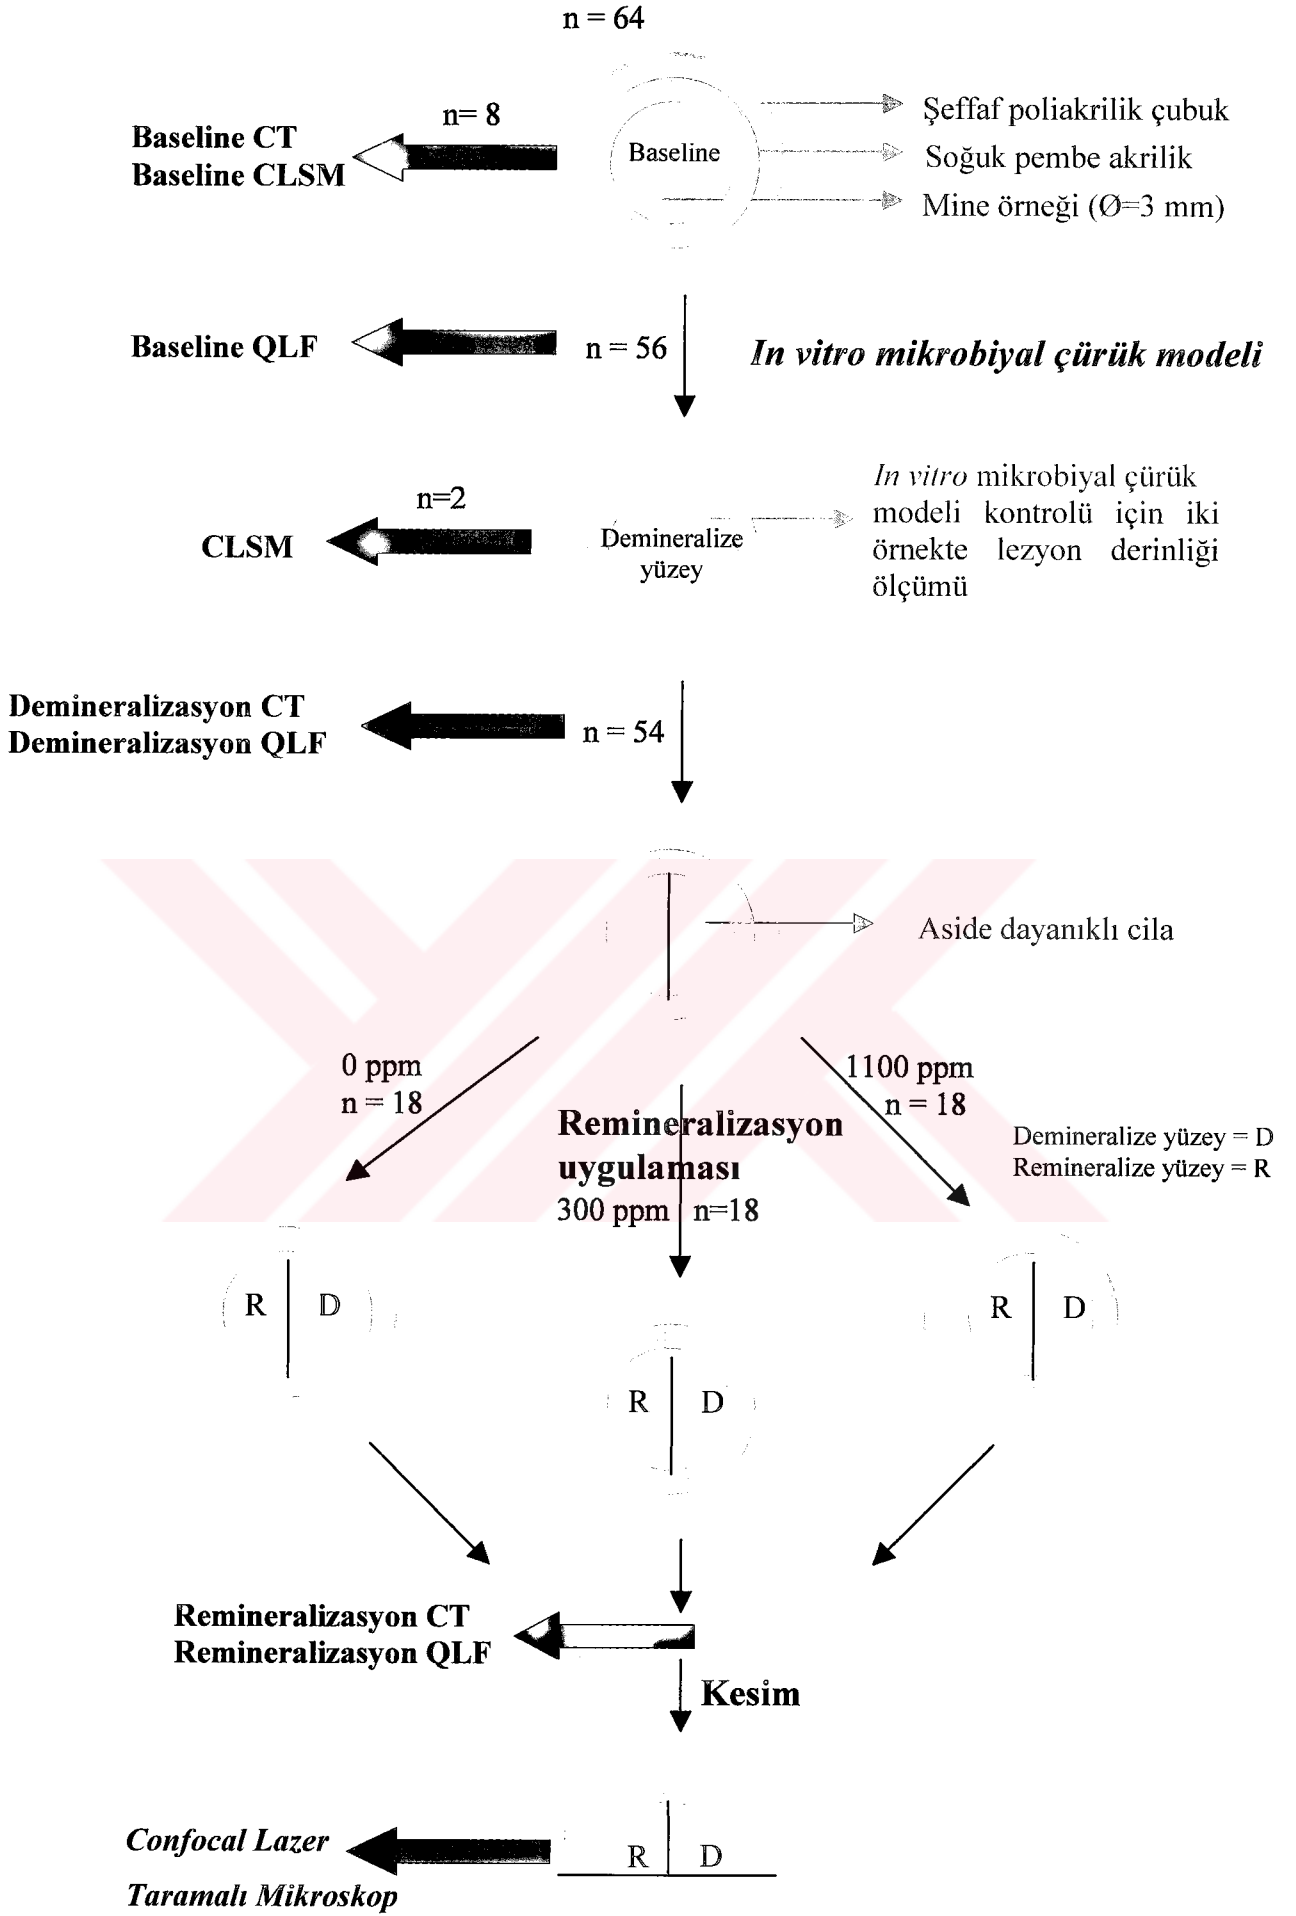 n = 64
n= 8
Baseline CT
Baseline CLSM
Baseline
Şeffaf poliakrilik çubuk
Soğuk pembe akrilik
Mine örneği (Ø=3 mm)
Baseline QLF
n = 56
In vitro mikrobiyal çürük modeli
n=2
CLSM
Demineralize
yüzey
In vitro mikrobiyal çürük
modeli kontrolü için iki
örnekte lezyon derinliği
ölçümü
Demineralizasyon CT
Demineralizasyon QLF
n = 54
Aside dayanıklı cila
0 ppm
n = 18
1100 ppm
n = 18
Remineralizasyon
uygulaması
300 ppm n=18
Demineralize yüzey = D
Remineralize yüzey = R
R D
R D
R D
Remineralizasyon CT
Remineralizasyon QLF
Kesim
Confocal Lazer
Taramalı Mikroskop
R D